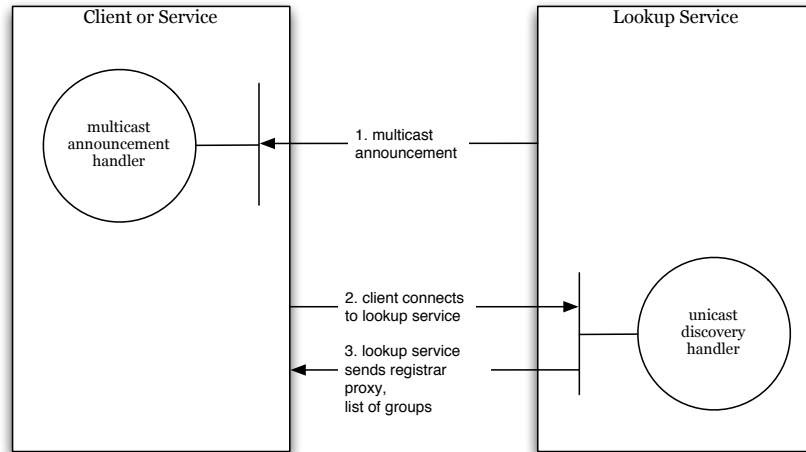 Client or Service
Lookup Service
multicast
announcement
handler
1. multicast
announcement
2. client connects
to lookup service
unicast
discovery
handler
3. lookup service
sends registrar
proxy,
list of groups